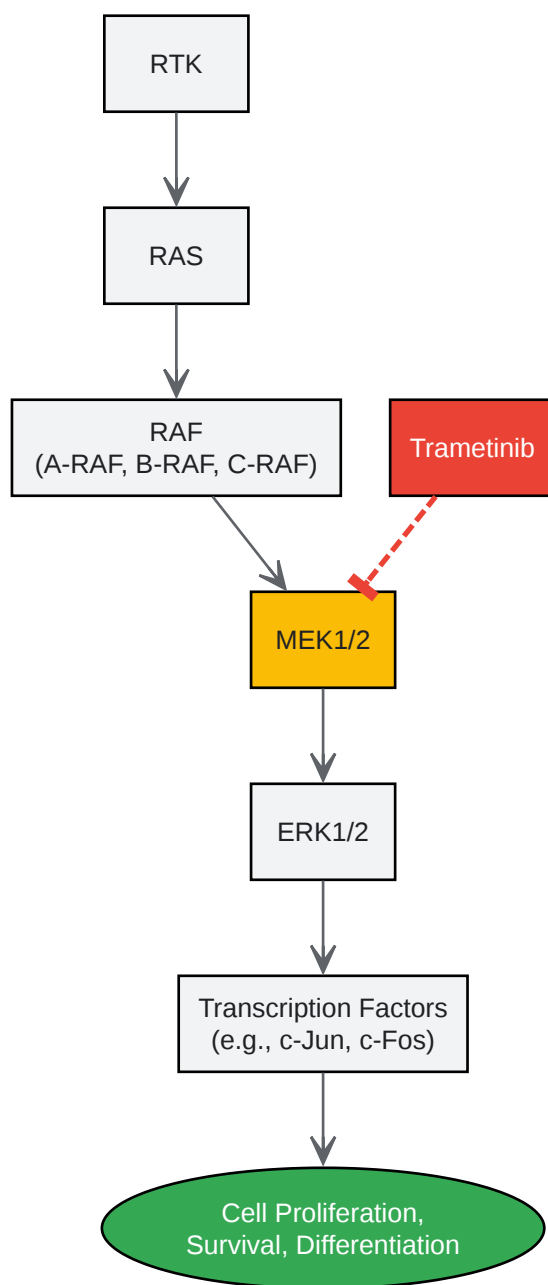 RTK
RAS
RAF
(A-RAF, B-RAF, C-RAF)
Trametinib
MEK1/2
ERK1/2
Transcription Factors
(e.g., c-Jun, c-Fos)
Cell Proliferation,
Survival, Differentiation